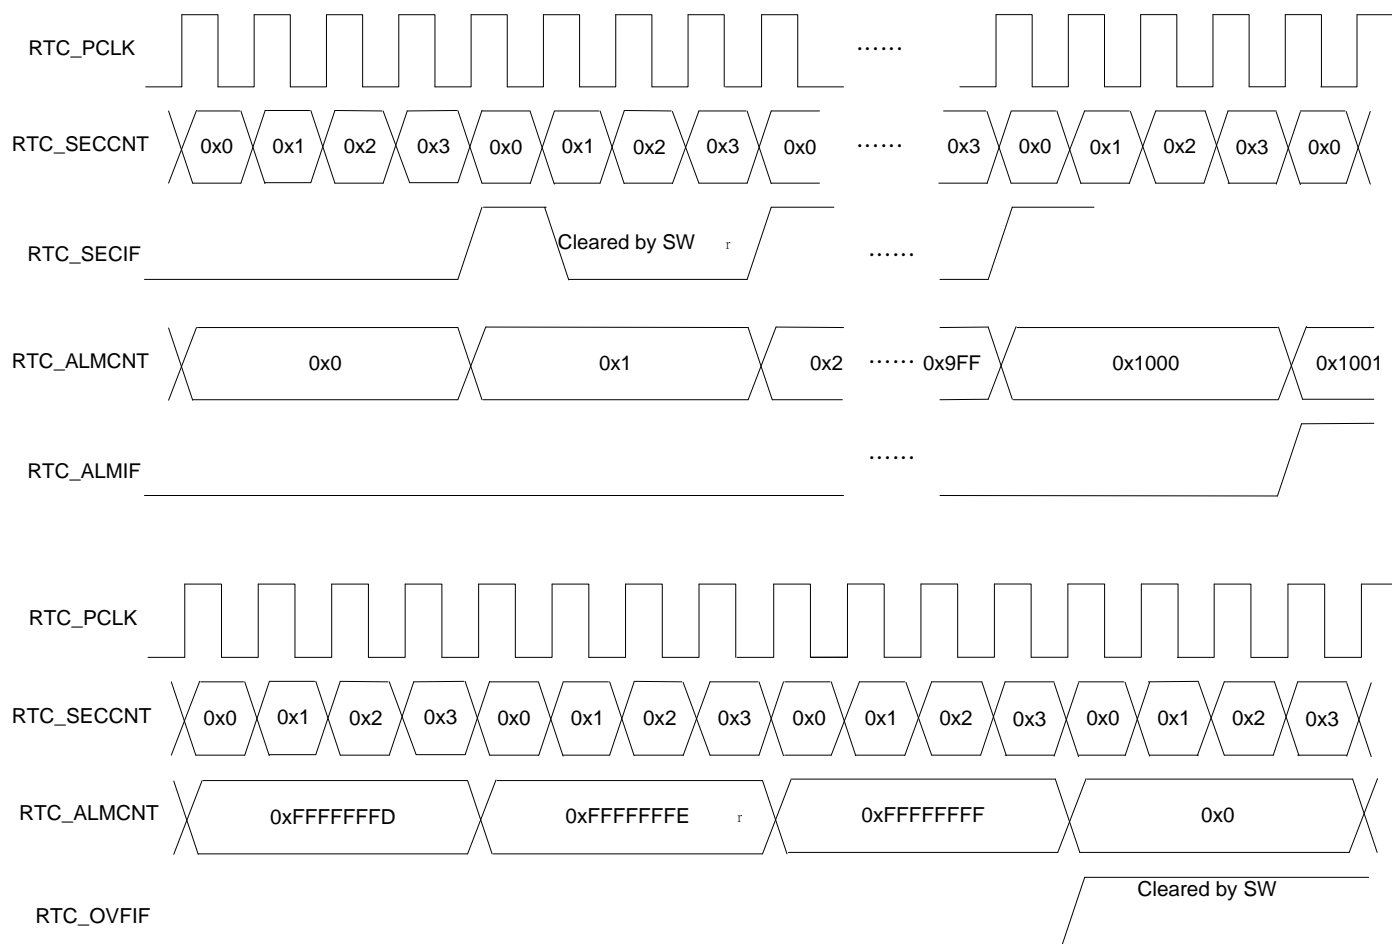 RTC_PCLK ······
RTC_SECCNT 0x0 0x1 0x2 0x3 0x0 0x1 0x2 0x3 0x0 ······ 0x3 0x0 0x1 0x2 0x3 0x0
RTC_SECIF Cleared by SW r ······
RTC_ALMCNT 0x0 0x1 0x2 ······ 0x9FF 0x1000 0x1001
RTC_ALMIF ······
RTC_PCLK
RTC_SECCNT 0x0 0x1 0x2 0x3 0x0 0x1 0x2 0x3 0x0 0x1 0x2 0x3 0x0 0x1 0x2 0x3
RTC_ALMCNT 0xFFFFFFFD 0xFFFFFFFE r 0xFFFFFFFF 0x0
RTC_OVFIF Cleared by SW